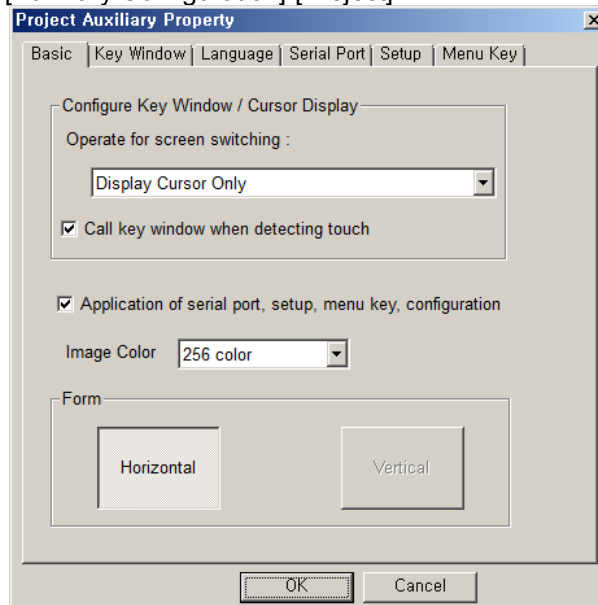 Project Auxiliary Property
Basic Key Window Language Serial Port Setup Menu Key
Configure Key Window / Cursor Display
Operate for screen switching :
Display Cursor Only
Call key window when detecting touch
Application of serial port, setup, menu key, configuration
Image Color 256 color
Form
Horizontal Vertical
OK Cancel